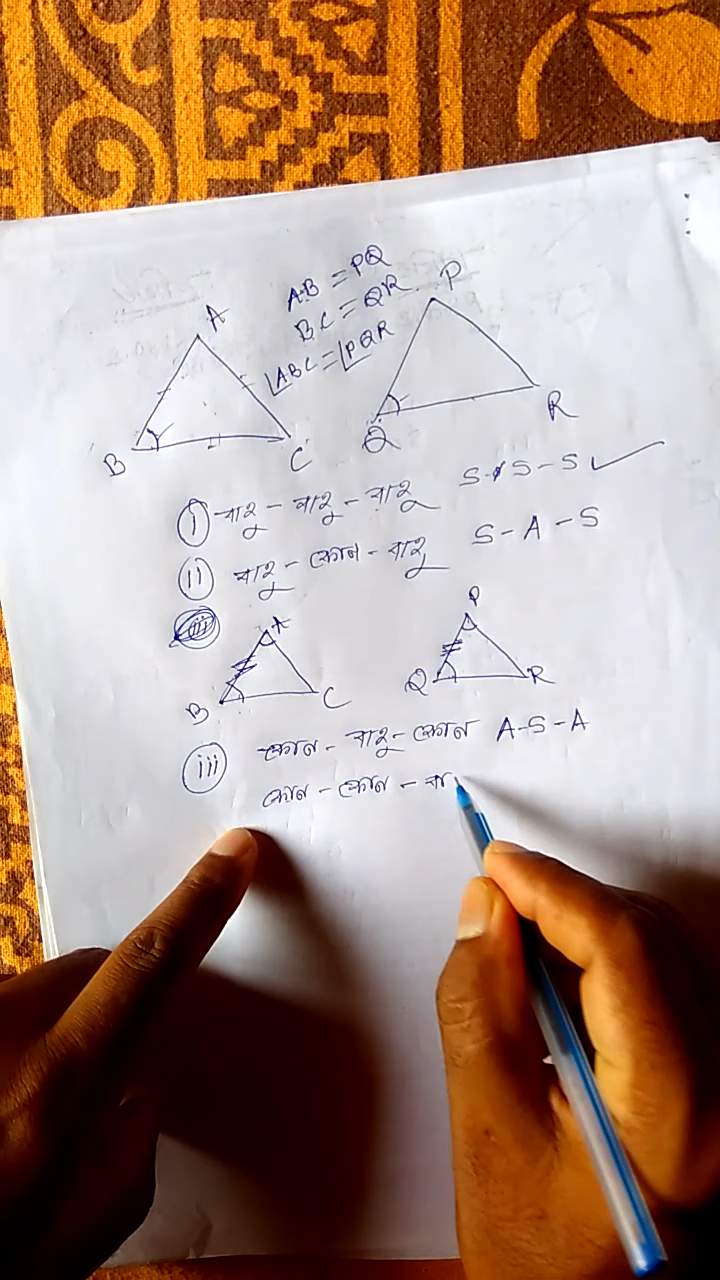 AB = PQ
BC = QR
∠ABC = ∠PQR
A
B
C
P
Q
R
(i) বাহু - বাহু - বাহু S-S-S ✓
(ii) বাহু - কোন - বাহু S-A-S
A
B
C
P
Q
R
(iii) কোন - বাহু - কোন A-S-A
কোন - কোন - বা